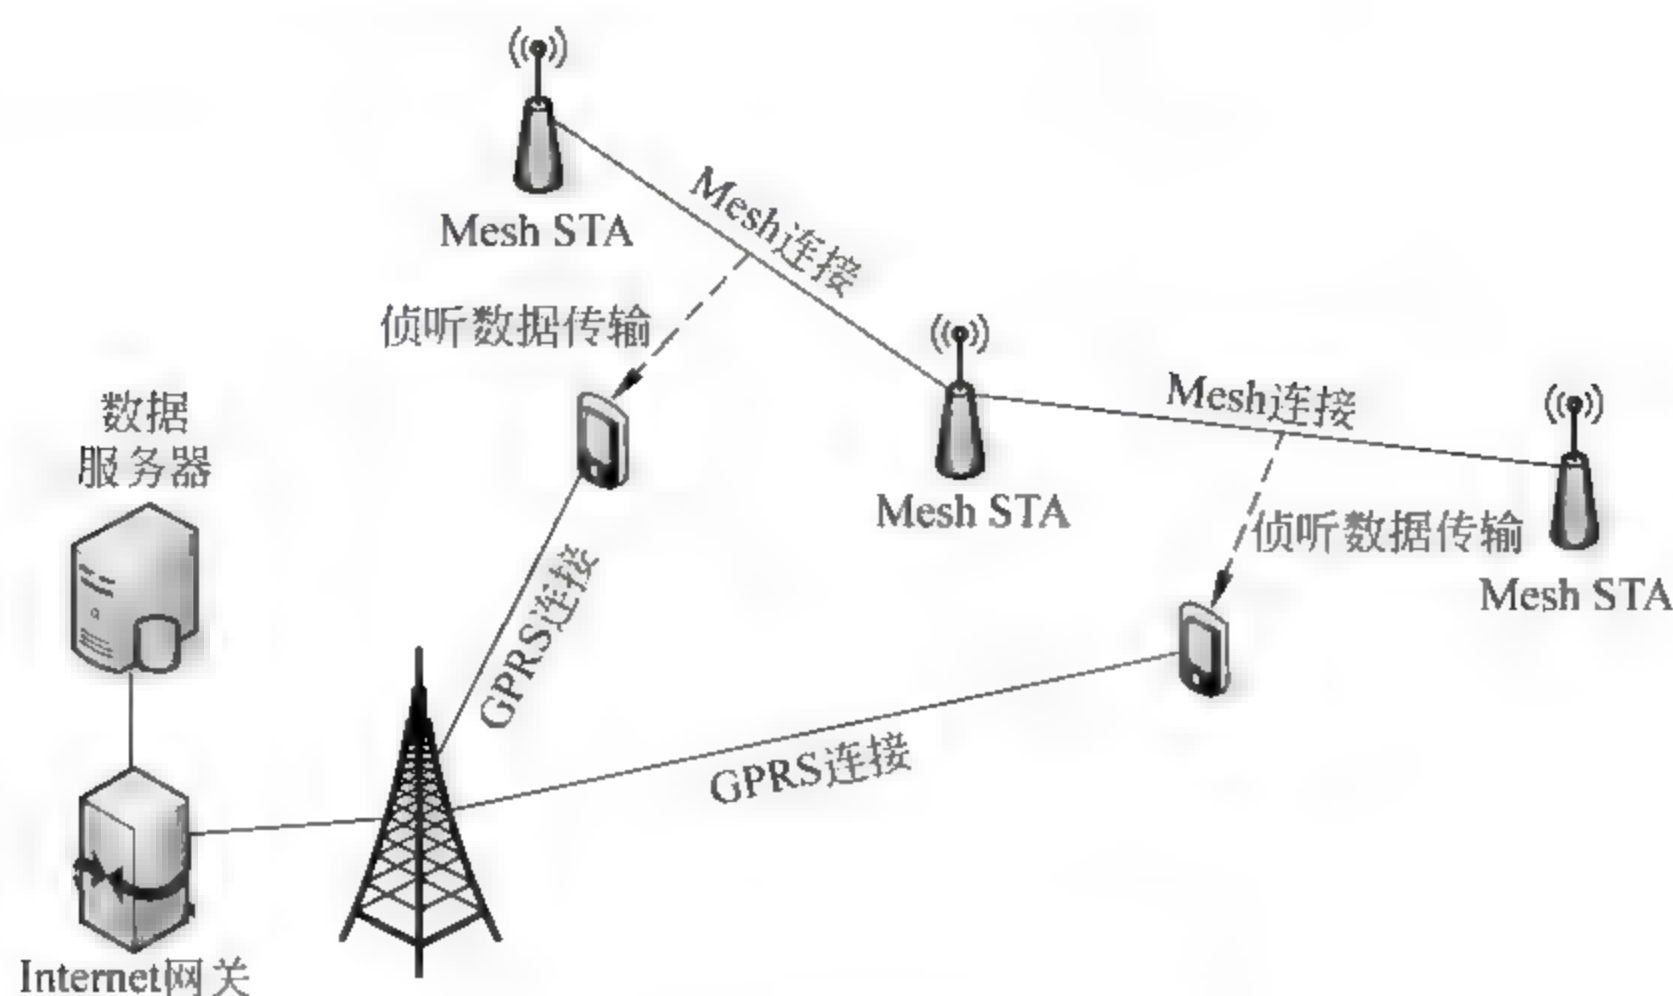 Mesh STA
Mesh连接
侦听数据传输
数据
服务器
Mesh连接
Mesh STA
侦听数据传输
Mesh STA
GPRS连接
GPRS连接
Internet网关